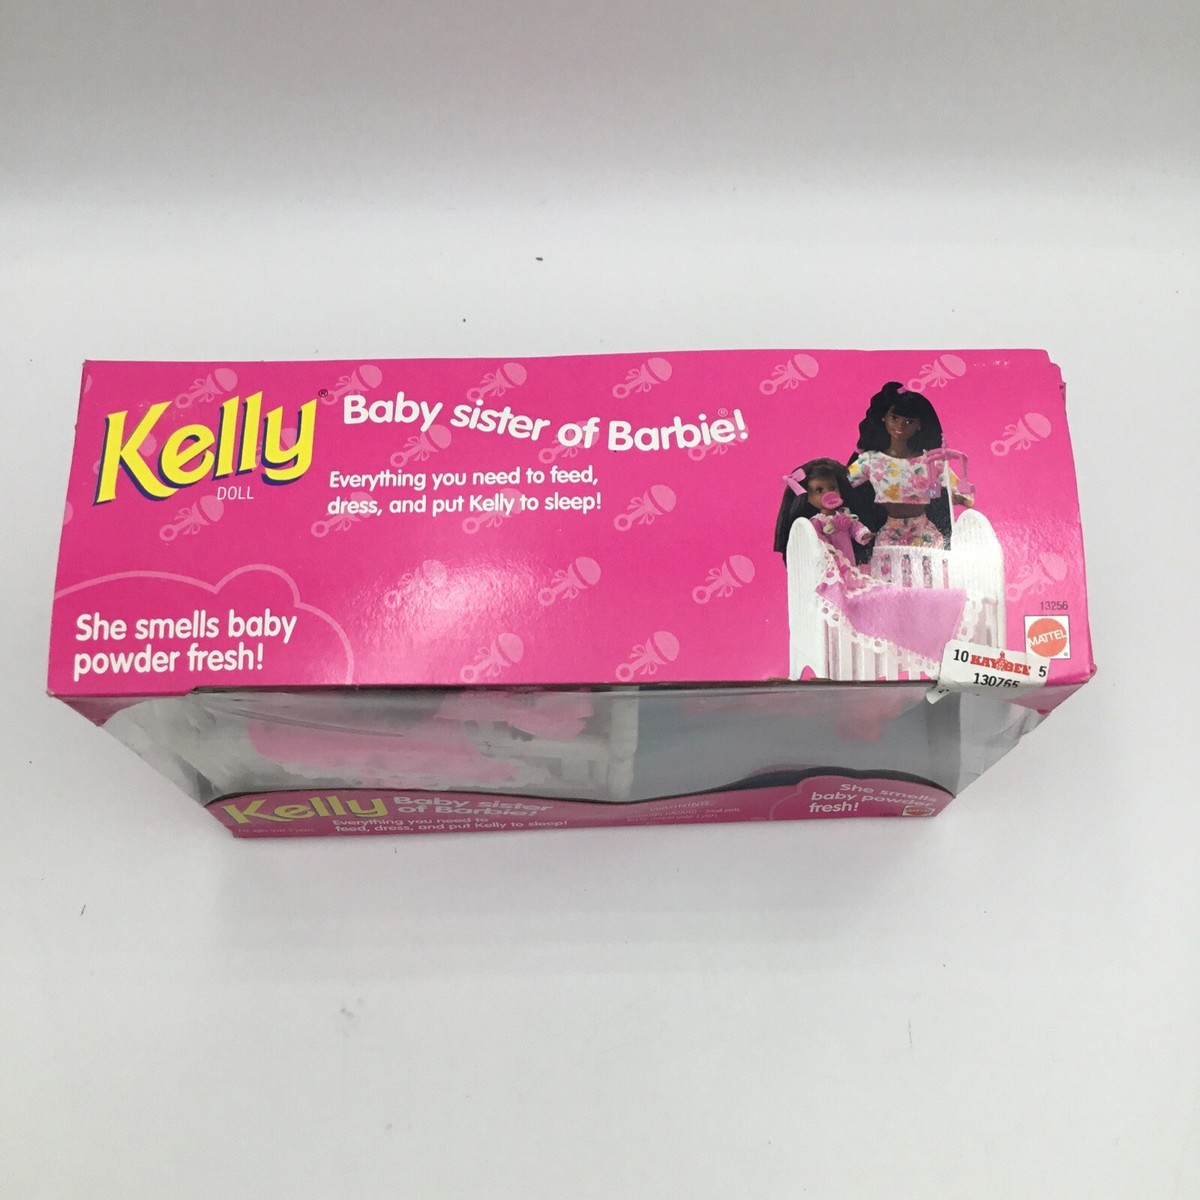 Kelly®
DOLL
Baby sister of Barbie®!
Everything you need to feed,
dress, and put Kelly to sleep!
She smells baby
powder fresh!
13256
MATTEL
10 KAY·BEE 5
130765
Kelly
Baby sister
of Barbie!
Everything you need to
feed, dress, and put Kelly to sleep!
WARNING:
She smells
baby powder
fresh!